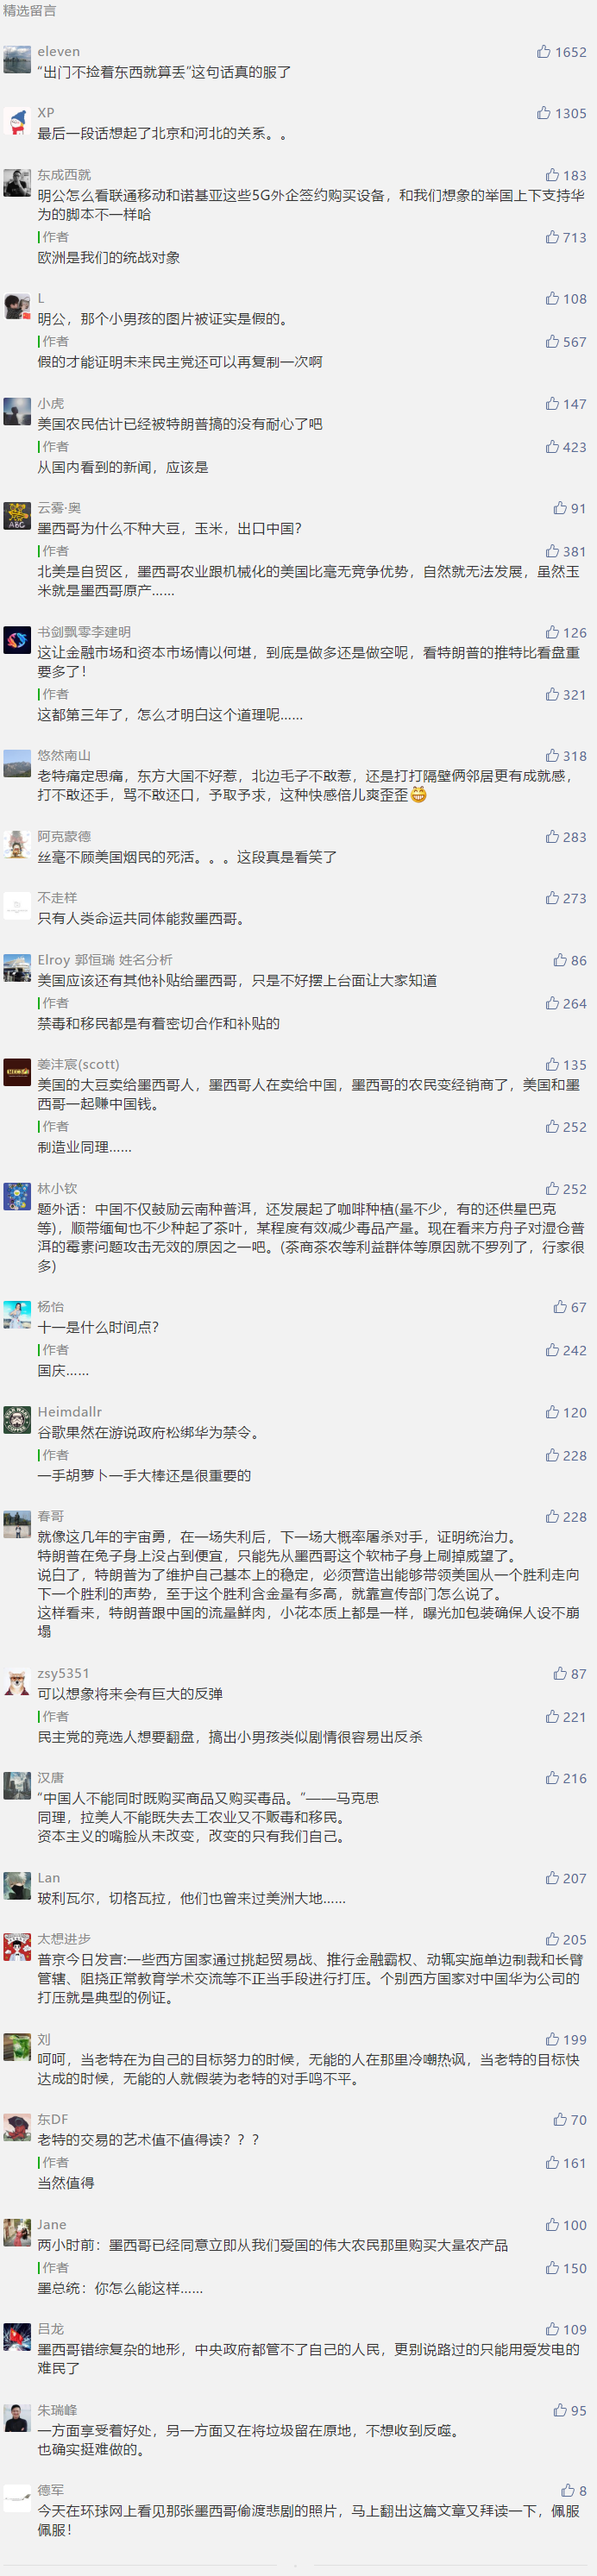 精选留言
eleven
1652
“出门不捡着东西就算丢”这句话真的服了
XP
1305
最后一段话想起了北京和河北的关系。。
东成西就
183
明公怎么看联通移动和诺基亚这些5G外企签约购买设备，和我们想象的举国上下支持华
为的脚本不一样哈
作者
713
欧洲是我们的统战对象
L
108
明公，那个小男孩的图片被证实是假的。
作者
567
假的才能证明未来民主党还可以再复制一次啊
小虎
147
美国农民估计已经被特朗普搞的没有耐心了吧
作者
423
从国内看到的新闻，应该是
云雾·奥
91
墨西哥为什么不种大豆，玉米，出口中国？
作者
381
北美是自贸区，墨西哥农业跟机械化的美国比毫无竞争优势，自然就无法发展，虽然玉
米就是墨西哥原产……
书剑飘零李建明
126
这让金融市场和资本市场情以何堪，到底是做多还是做空呢，看特朗普的推特比看盘重
要多了！
作者
321
这都第三年了，怎么才明白这个道理呢……
悠然南山
318
老特痛定思痛，东方大国不好惹，北边毛子不敢惹，还是打打隔壁俩邻居更有成就感，
打不敢还手，骂不敢还口，予取予求，这种快感倍儿爽歪歪😁
阿克蒙德
283
丝毫不顾美国烟民的死活。。。这段真是看笑了
不走样
273
只有人类命运共同体能救墨西哥。
Elroy 郭恒瑞 姓名分析
86
美国应该还有其他补贴给墨西哥，只是不好摆上台面让大家知道
作者
264
禁毒和移民都是有着密切合作和补贴的
姜沣宸(scott)
135
美国的大豆卖给墨西哥人，墨西哥人在卖给中国，墨西哥的农民变经销商了，美国和墨
西哥一起赚中国钱。
作者
252
制造业同理……
林小钦
252
题外话：中国不仅鼓励云南种普洱，还发展起了咖啡种植(量不少，有的还供星巴克
等)，顺带缅甸也不少种起了茶叶，某程度有效减少毒品产量。现在看来方舟子对湿仓普
洱的霉素问题攻击无效的原因之一吧。(茶商茶农等利益群体等原因就不罗列了，行家很
多)
杨怡
67
十一是什么时间点？
作者
242
国庆……
Heimdallr
120
谷歌果然在游说政府松绑华为禁令。
作者
228
一手胡萝卜一手大棒还是很重要的
春哥
228
就像这几年的宇宙勇，在一场失利后，下一场大概率屠杀对手，证明统治力。
特朗普在兔子身上没占到便宜，只能先从墨西哥这个软柿子身上刷掉威望了。
说白了，特朗普为了维护自己基本上的稳定，必须营造出能够带领美国从一个胜利走向
下一个胜利的声势，至于这个胜利含金量有多高，就靠宣传部门怎么说了。
这样看来，特朗普跟中国的流量鲜肉，小花本质上都是一样，曝光加包装确保人设不崩
塌
zsy5351
87
可以想象将来会有巨大的反弹
作者
221
民主党的竞选人想要翻盘，搞出小男孩类似剧情很容易出反杀
汉唐
216
“中国人不能同时既购买商品又购买毒品。”——马克思
同理，拉美人不能既失去工农业又不贩毒和移民。
资本主义的嘴脸从未改变，改变的只有我们自己。
Lan
207
玻利瓦尔，切格瓦拉，他们也曾来过美洲大地……
太想进步
205
普京今日发言:一些西方国家通过挑起贸易战、推行金融霸权、动辄实施单边制裁和长臂
管辖、阻挠正常教育学术交流等不正当手段进行打压。个别西方国家对中国华为公司的
打压就是典型的例证。
刘
199
呵呵，当老特在为自己的目标努力的时候，无能的人在那里冷嘲热讽，当老特的目标快
达成的时候，无能的人就假装为老特的对手鸣不平。
东DF
70
老特的交易的艺术值不值得读？？？
作者
161
当然值得
Jane
100
两小时前：墨西哥已经同意立即从我们爱国的伟大农民那里购买大量农产品
作者
150
墨总统：你怎么能这样……
吕龙
109
墨西哥错综复杂的地形，中央政府都管不了自己的人民，更别说路过的只能用爱发电的
难民了
朱瑞峰
95
一方面享受着好处，另一方面又在将垃圾留在原地，不想收到反噬。
也确实挺难做的。
德军
8
今天在环球网上看见那张墨西哥偷渡悲剧的照片，马上翻出这篇文章又拜读一下，佩服
佩服！